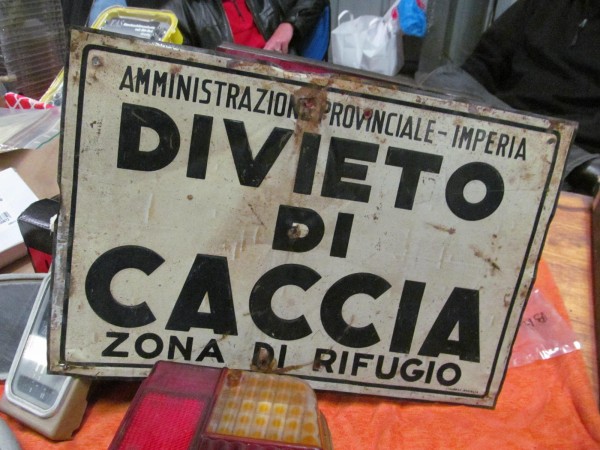 AMMINISTRAZIONE PROVINCIALE - IMPERIA
DIVIETO
DI
CACCIA
ZONA DI RIFUGIO